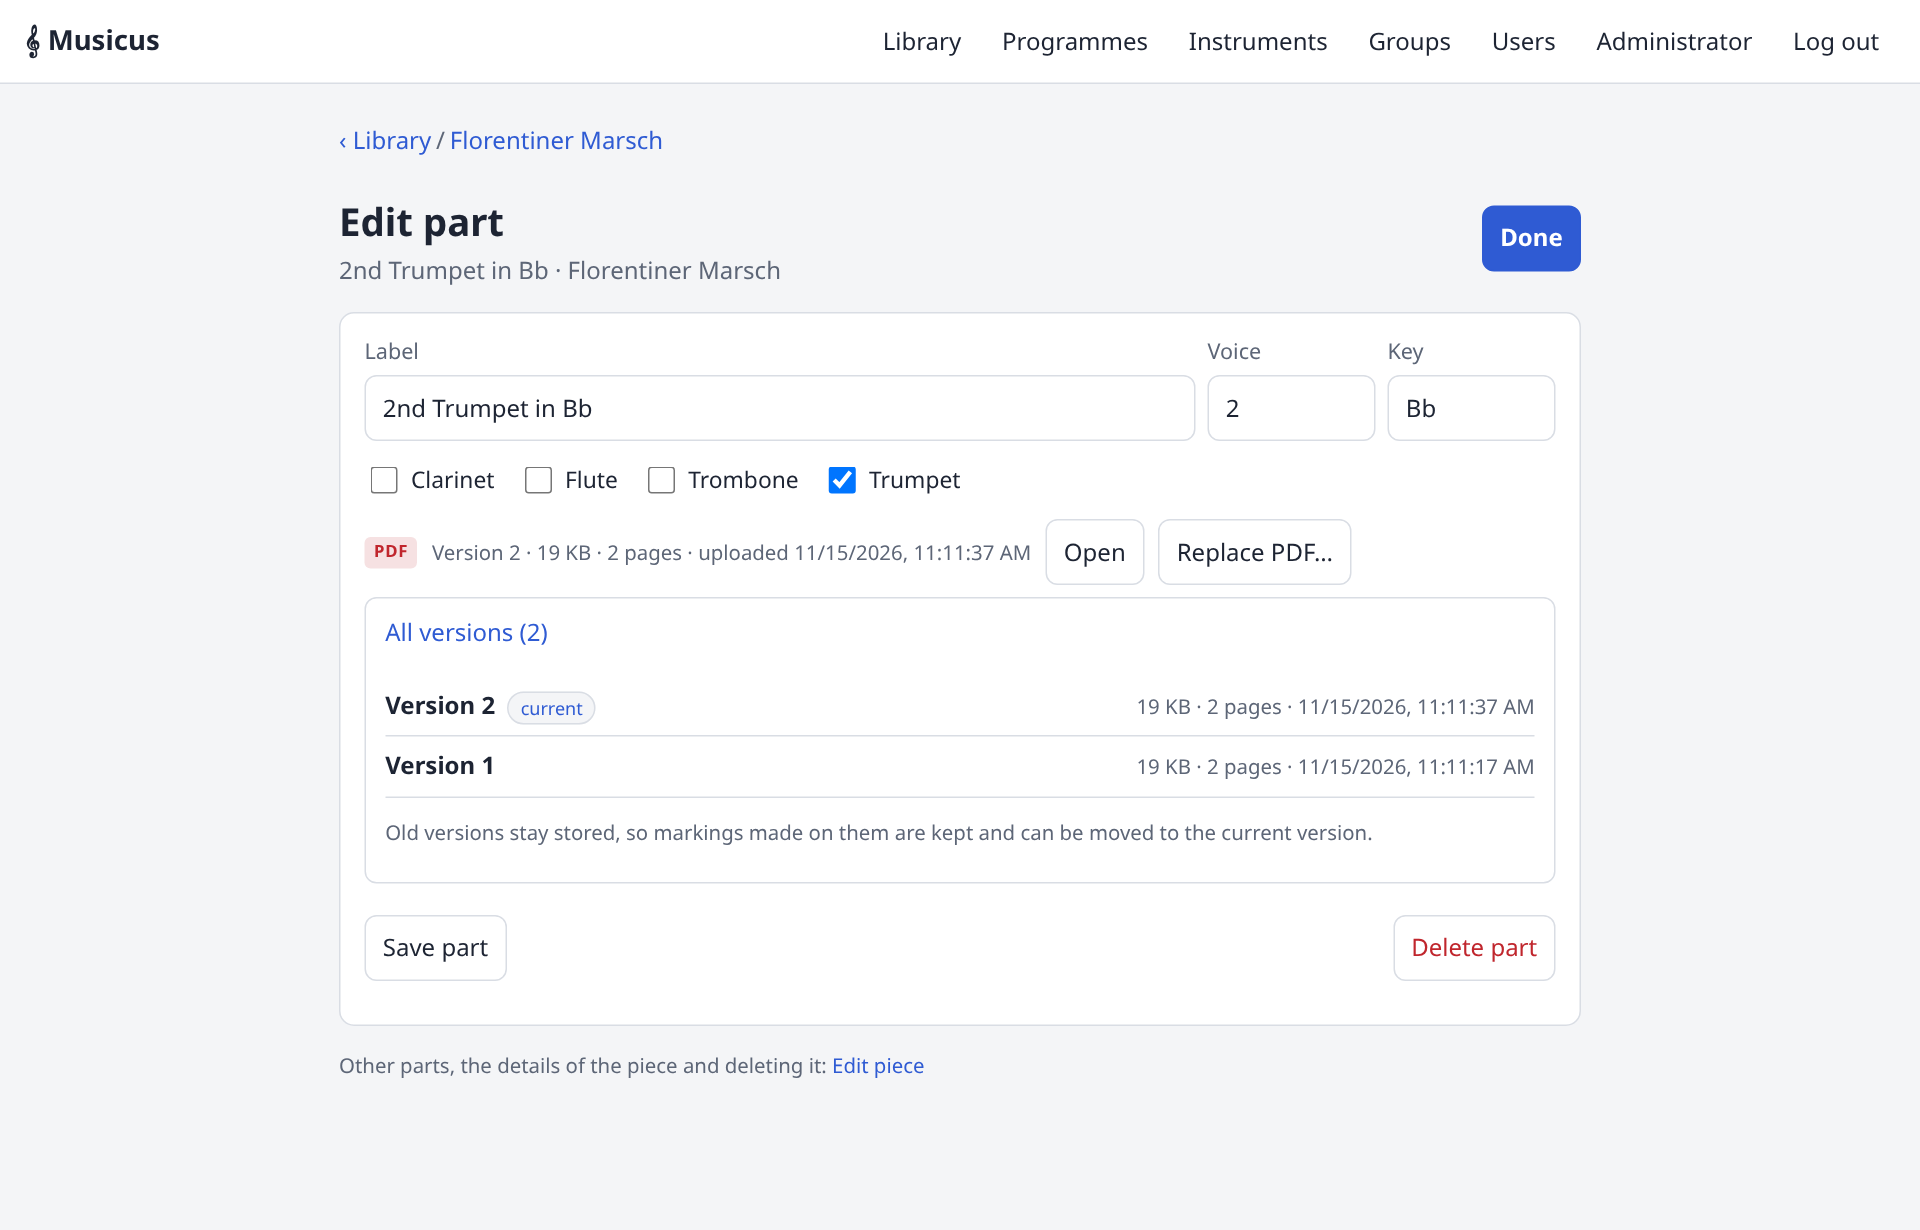 Musicus
Library Programmes Instruments Groups Users Administrator Log out
‹ Library / Florentiner Marsch
Edit part
Done
2nd Trumpet in Bb · Florentiner Marsch
Label Voice Key
2nd Trumpet in Bb 2 Bb
Clarinet Flute Trombone Trumpet
PDF Version 2 · 19 KB · 2 pages · uploaded 11/15/2026, 11:11:37 AM Open Replace PDF…
All versions (2)
Version 2 current 19 KB · 2 pages · 11/15/2026, 11:11:37 AM
Version 1 19 KB · 2 pages · 11/15/2026, 11:11:17 AM
Old versions stay stored, so markings made on them are kept and can be moved to the current version.
Save part Delete part
Other parts, the details of the piece and deleting it: Edit piece